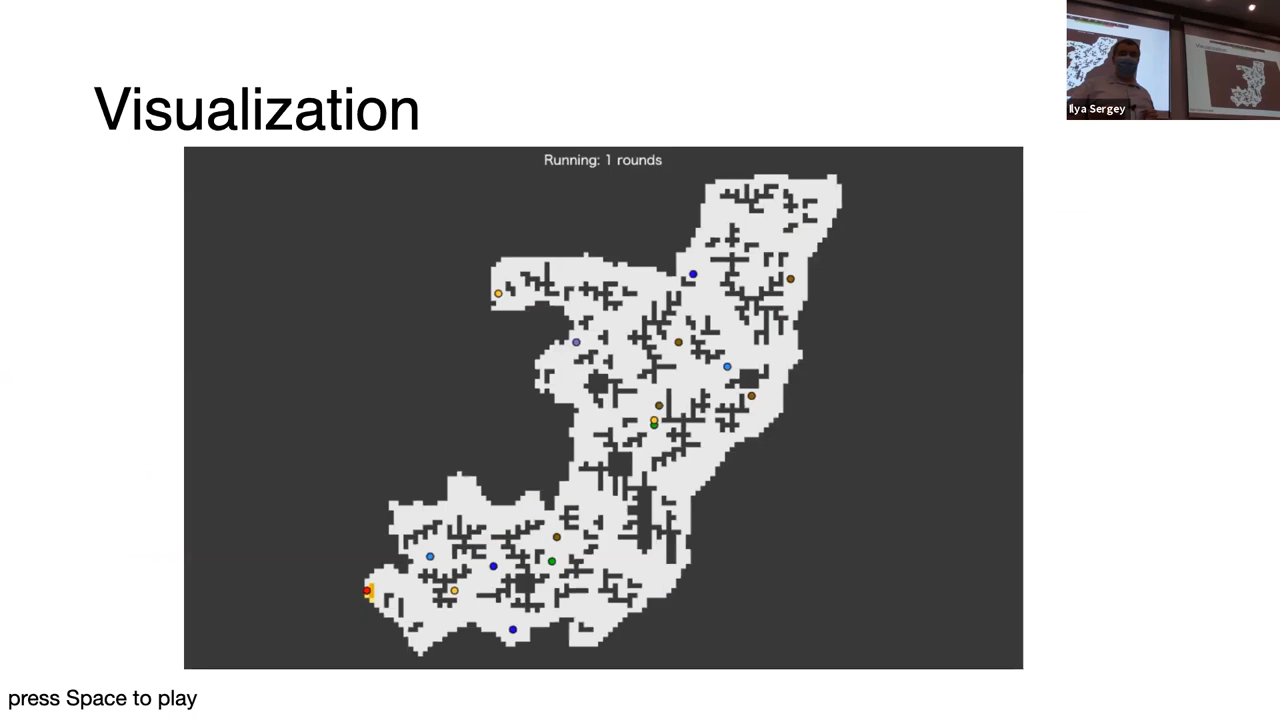 Visualization
Running: 1 rounds
Ilya Sergey
press Space to play